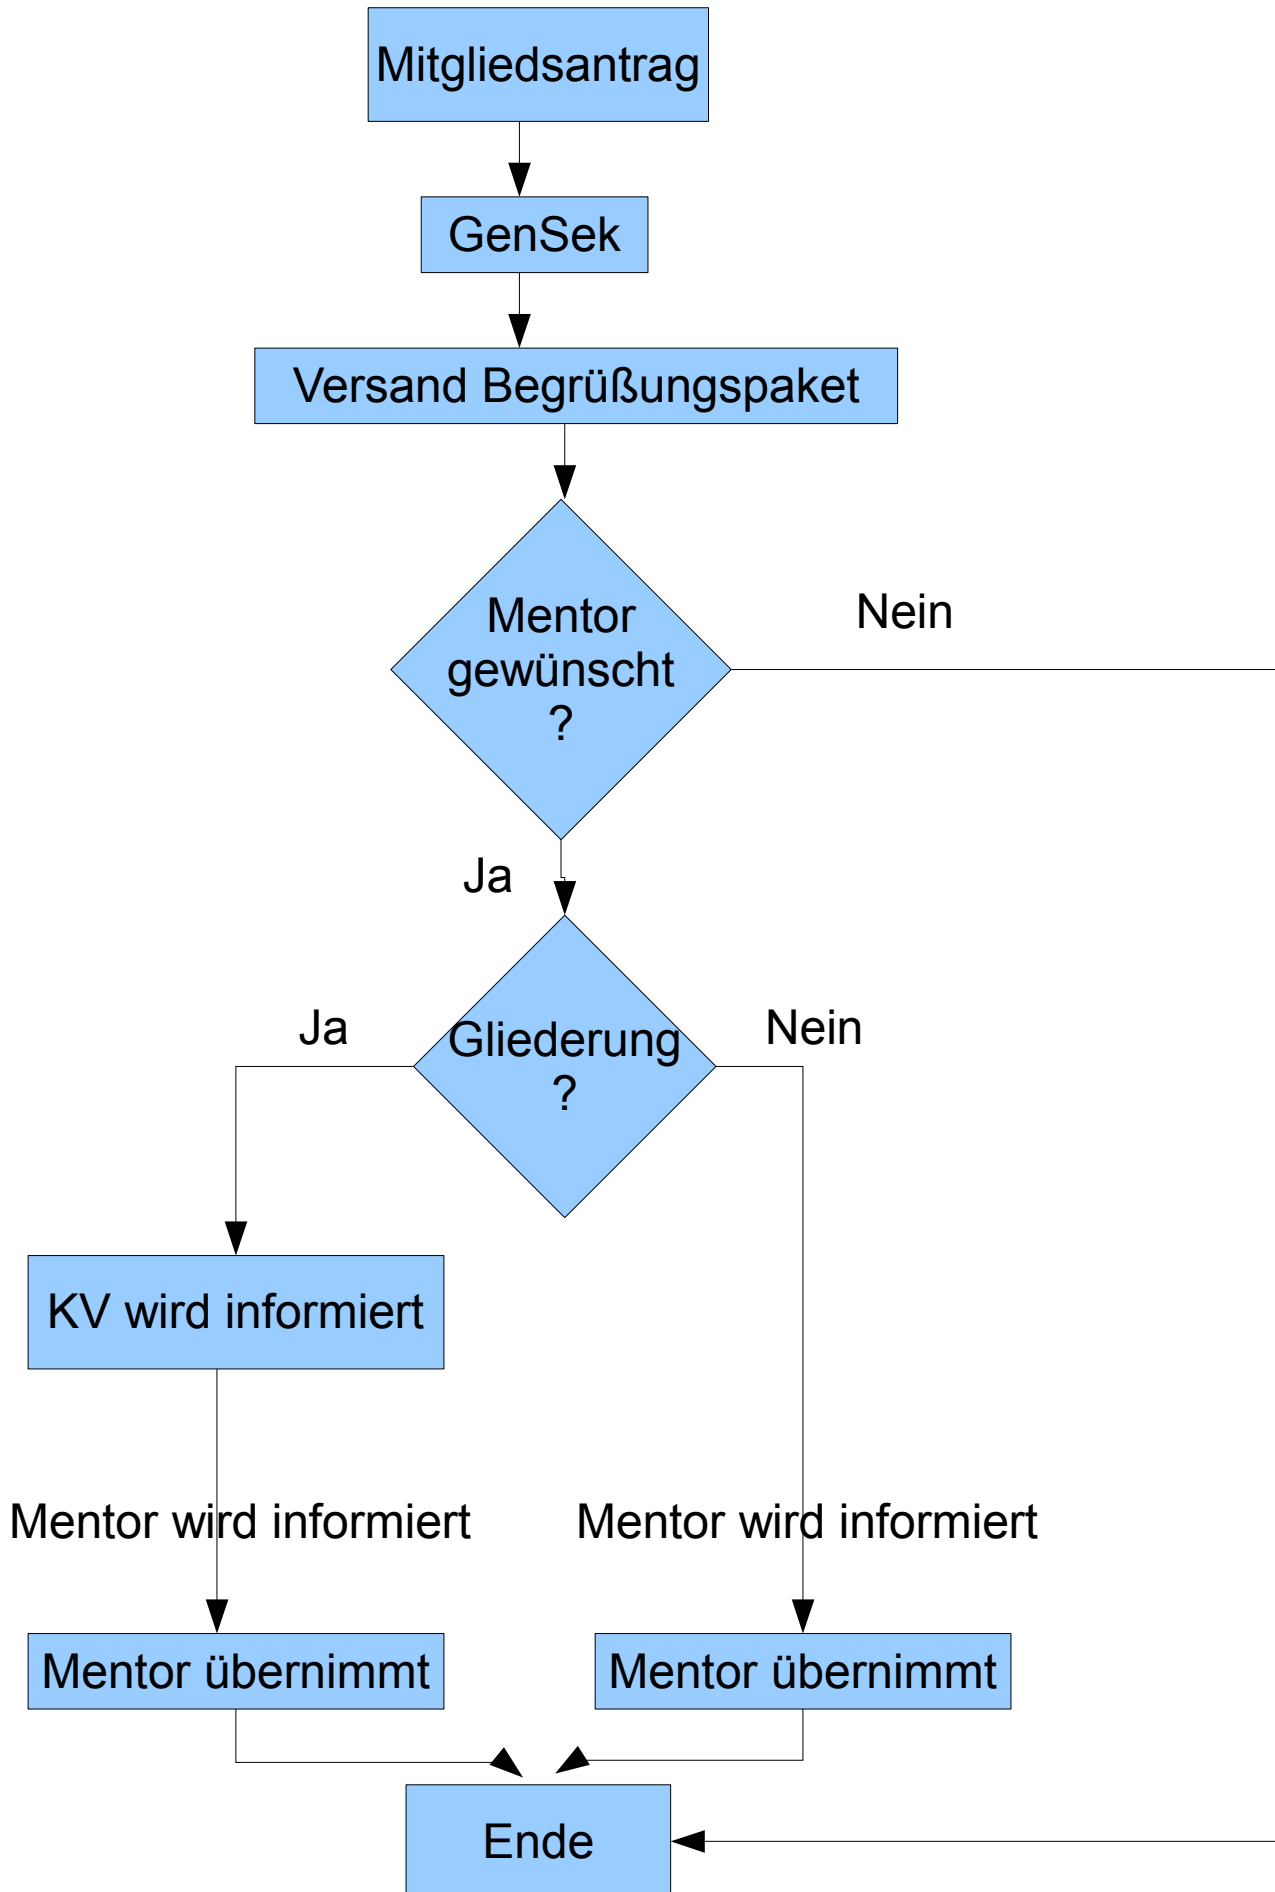 Mitgliedsantrag
GenSek
Versand Begrüßungspaket
Mentor
gewünscht
?
Nein
Ja
Gliederung
?
Ja
Nein
KV wird informiert
Mentor wird informiert
Mentor wird informiert
Mentor übernimmt
Mentor übernimmt
Ende